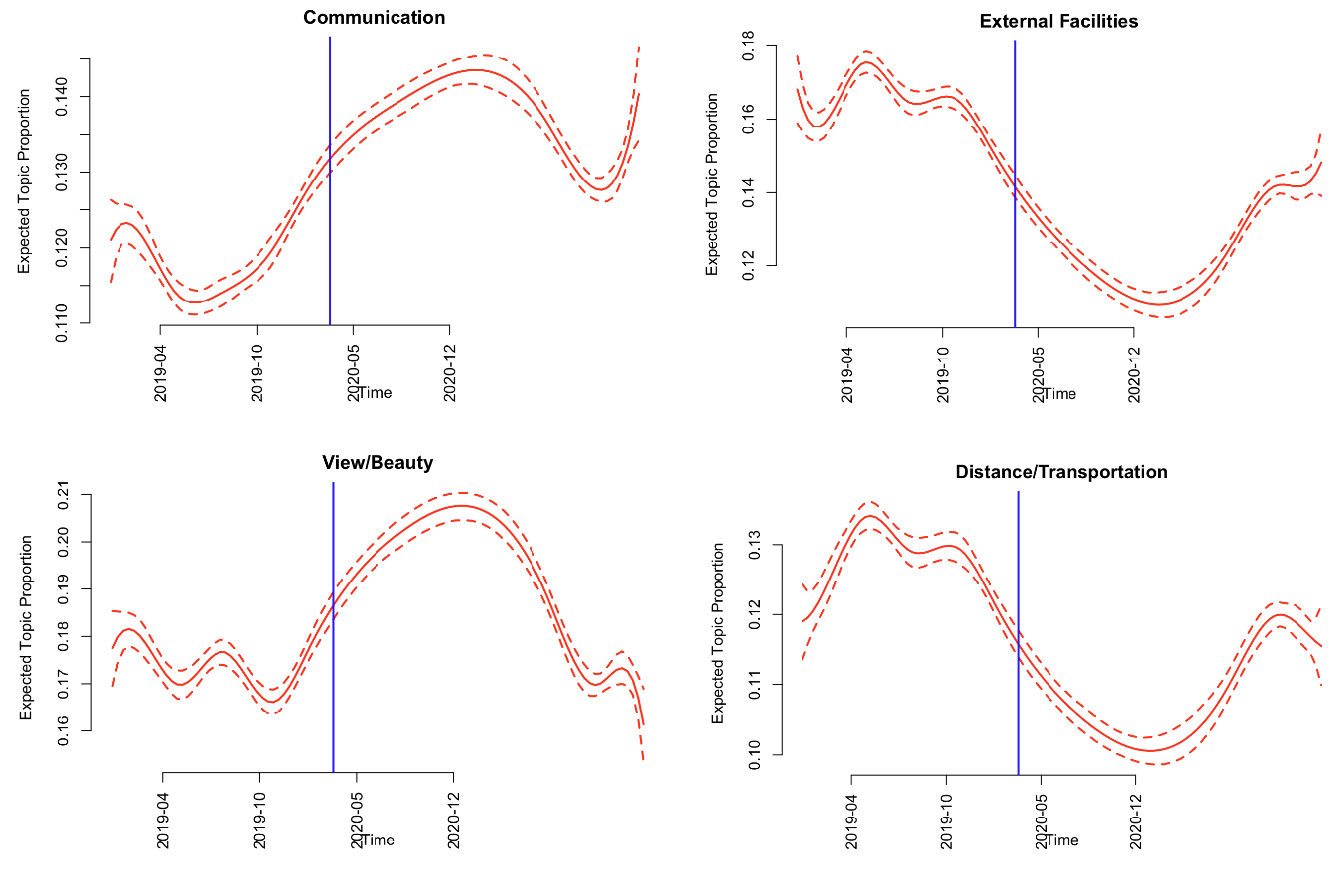 Communication
Expected Topic Proportion
0.110 0.120 0.130 0.140
2019-04 2019-10 2020-05 2020-12
Time
External Facilities
Expected Topic Proportion
0.12 0.14 0.16 0.18
2019-04 2019-10 2020-05 2020-12
Time
View/Beauty
Expected Topic Proportion
0.16 0.17 0.18 0.19 0.20 0.21
2019-04 2019-10 2020-05 2020-12
Time
Distance/Transportation
Expected Topic Proportion
0.10 0.11 0.12 0.13
2019-04 2019-10 2020-05 2020-12
Time